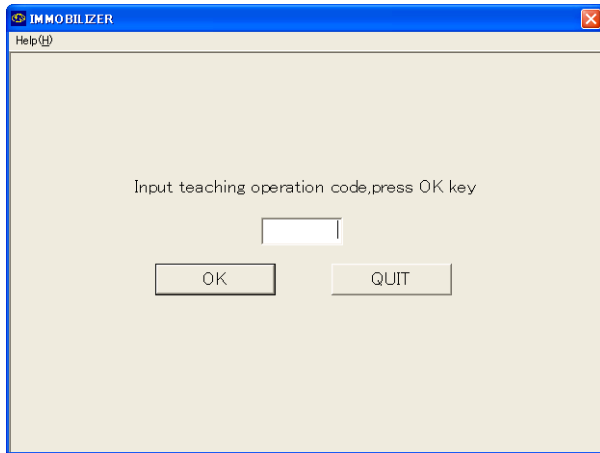 IMMOBILIZER
Help(H)
Input teaching operation code,press OK key
OK QUIT